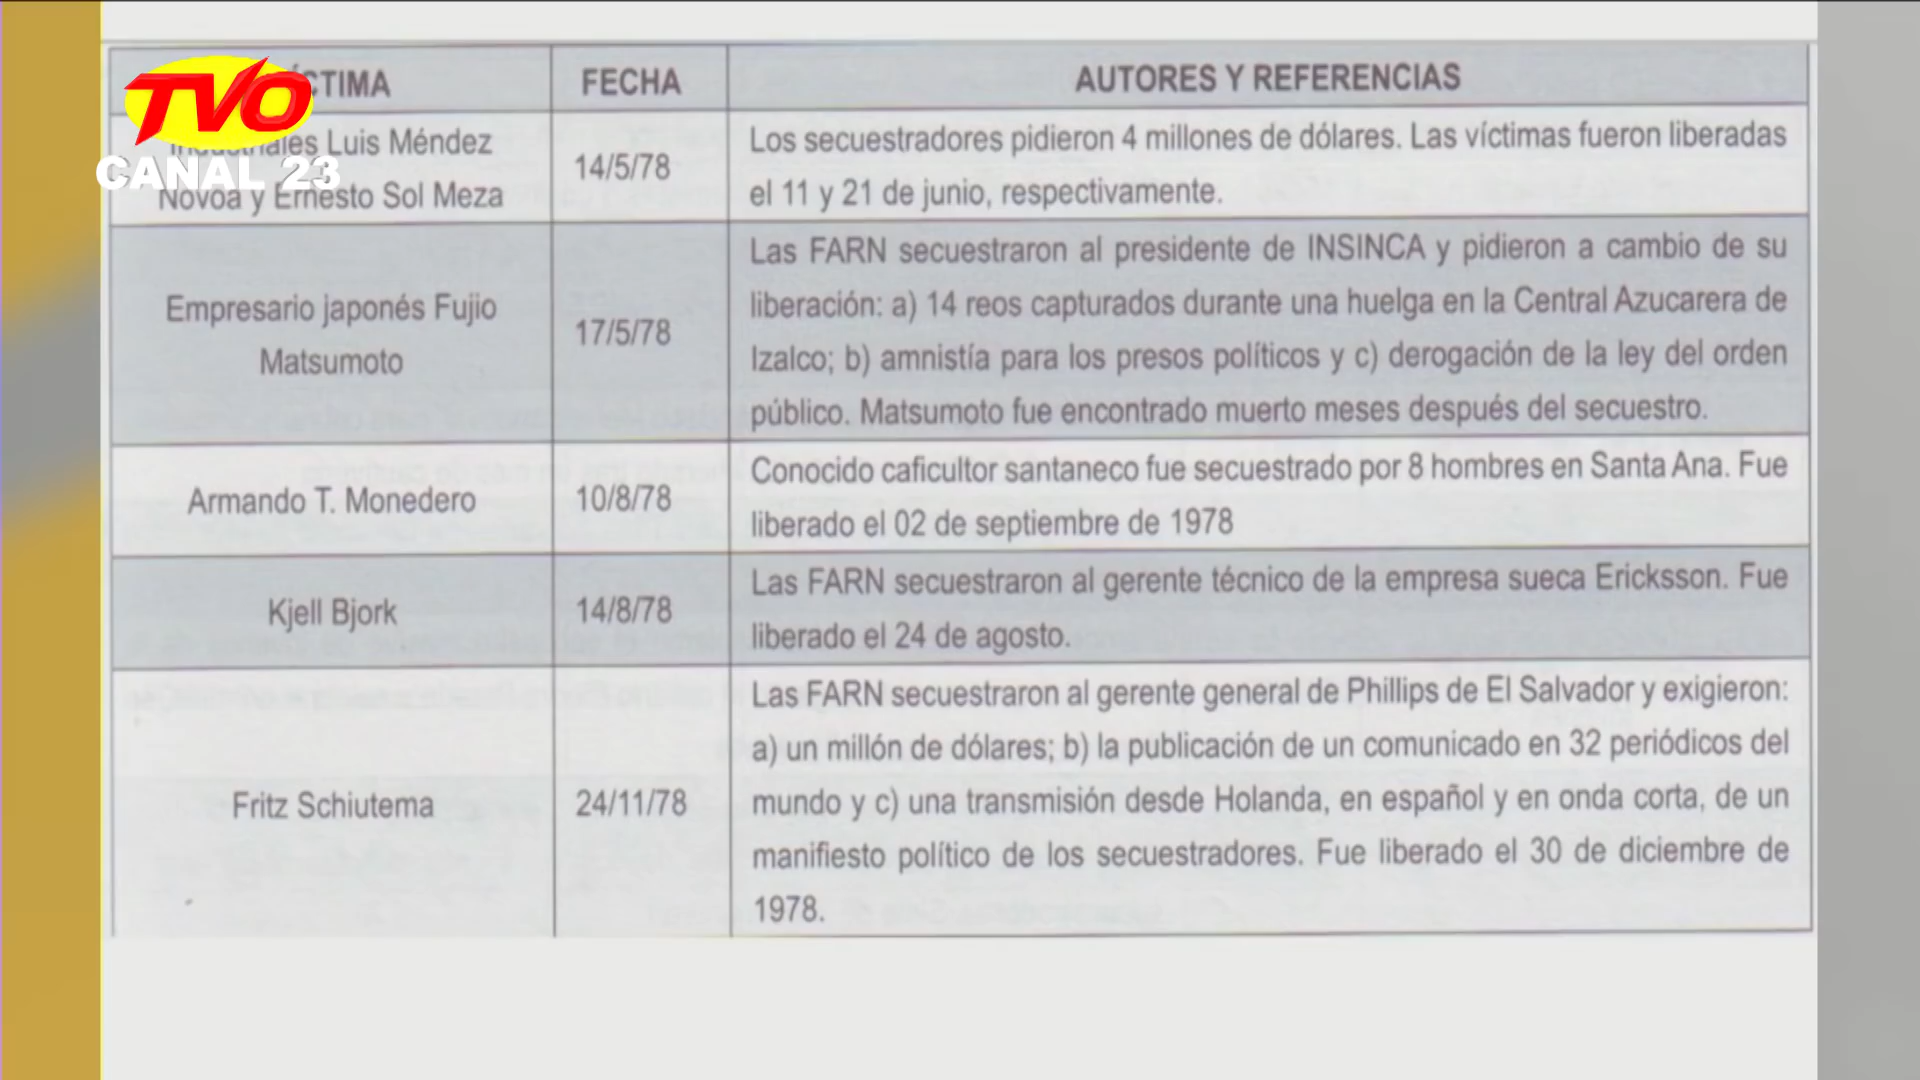 TVO
CANAL 23
FECHA
AUTORES Y REFERENCIAS
Luis Méndez
Novoa y Ernesto Sol Meza
14/5/78
Los secuestradores pidieron 4 millones de dólares. Las víctimas fueron liberadas
el 11 y 21 de junio, respectivamente.
Empresario japonés Fujio
Matsumoto
17/5/78
Las FARN secuestraron al presidente de INSINCA y pidieron a cambio de su
liberación: a) 14 reos capturados durante una huelga en la Central Azucarera de
Izalco; b) amnistía para los presos políticos y c) derogación de la ley del orden
público. Matsumoto fue encontrado muerto meses después del secuestro.
Armando T. Monedero
10/8/78
Conocido caficultor santaneco fue secuestrado por 8 hombres en Santa Ana. Fue
liberado el 02 de septiembre de 1978
Kjell Bjork
14/8/78
Las FARN secuestraron al gerente técnico de la empresa sueca Ericksson. Fue
liberado el 24 de agosto.
Fritz Schiutema
24/11/78
Las FARN secuestraron al gerente general de Phillips de El Salvador y exigieron:
a) un millón de dólares; b) la publicación de un comunicado en 32 periódicos del
mundo y c) una transmisión desde Holanda, en español y en onda corta, de un
manifiesto político de los secuestradores. Fue liberado el 30 de diciembre de
1978.